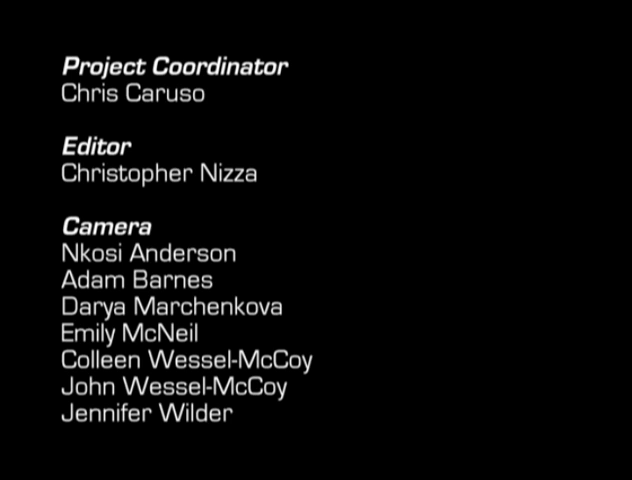 Project Coordinator
Chris Caruso
Editor
Christopher Nizza
Camera
Nkosi Anderson
Adam Barnes
Darya Marchenkova
Emily McNeil
Colleen Wessel-McCoy
John Wessel-McCoy
Jennifer Wilder